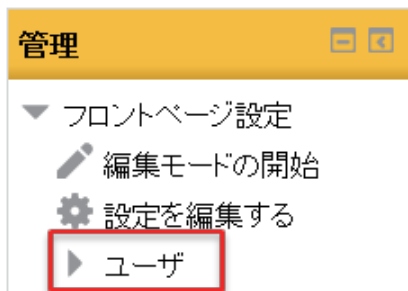 管理
フロントページ設定
編集モードの開始
設定を編集する
ユーザ